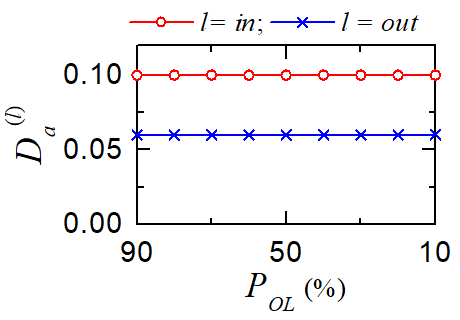 l = in; l = out
0.10
0.05
0.00
D_a^(l)
90 50 10
P_OL (%)